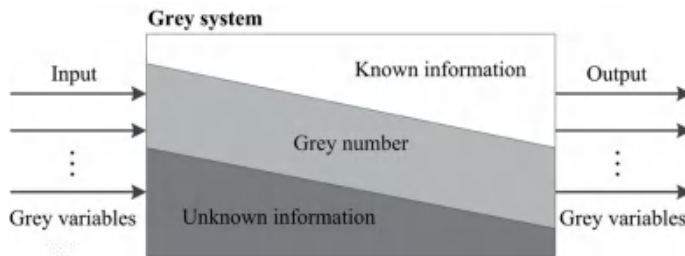 Grey system
Input
Known information
Output
Grey number
Unknown information
Grey variables
Grey variables